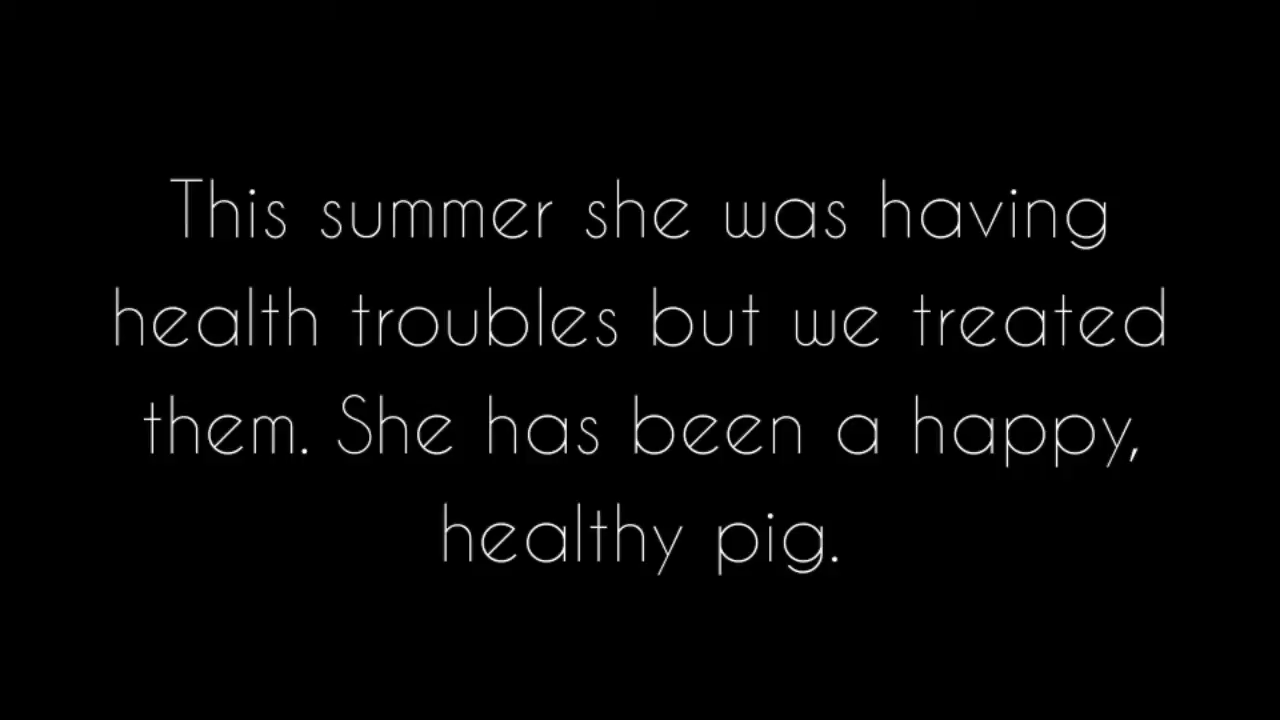 This summer she was having
health troubles but we treated
them. She has been a happy,
healthy pig.